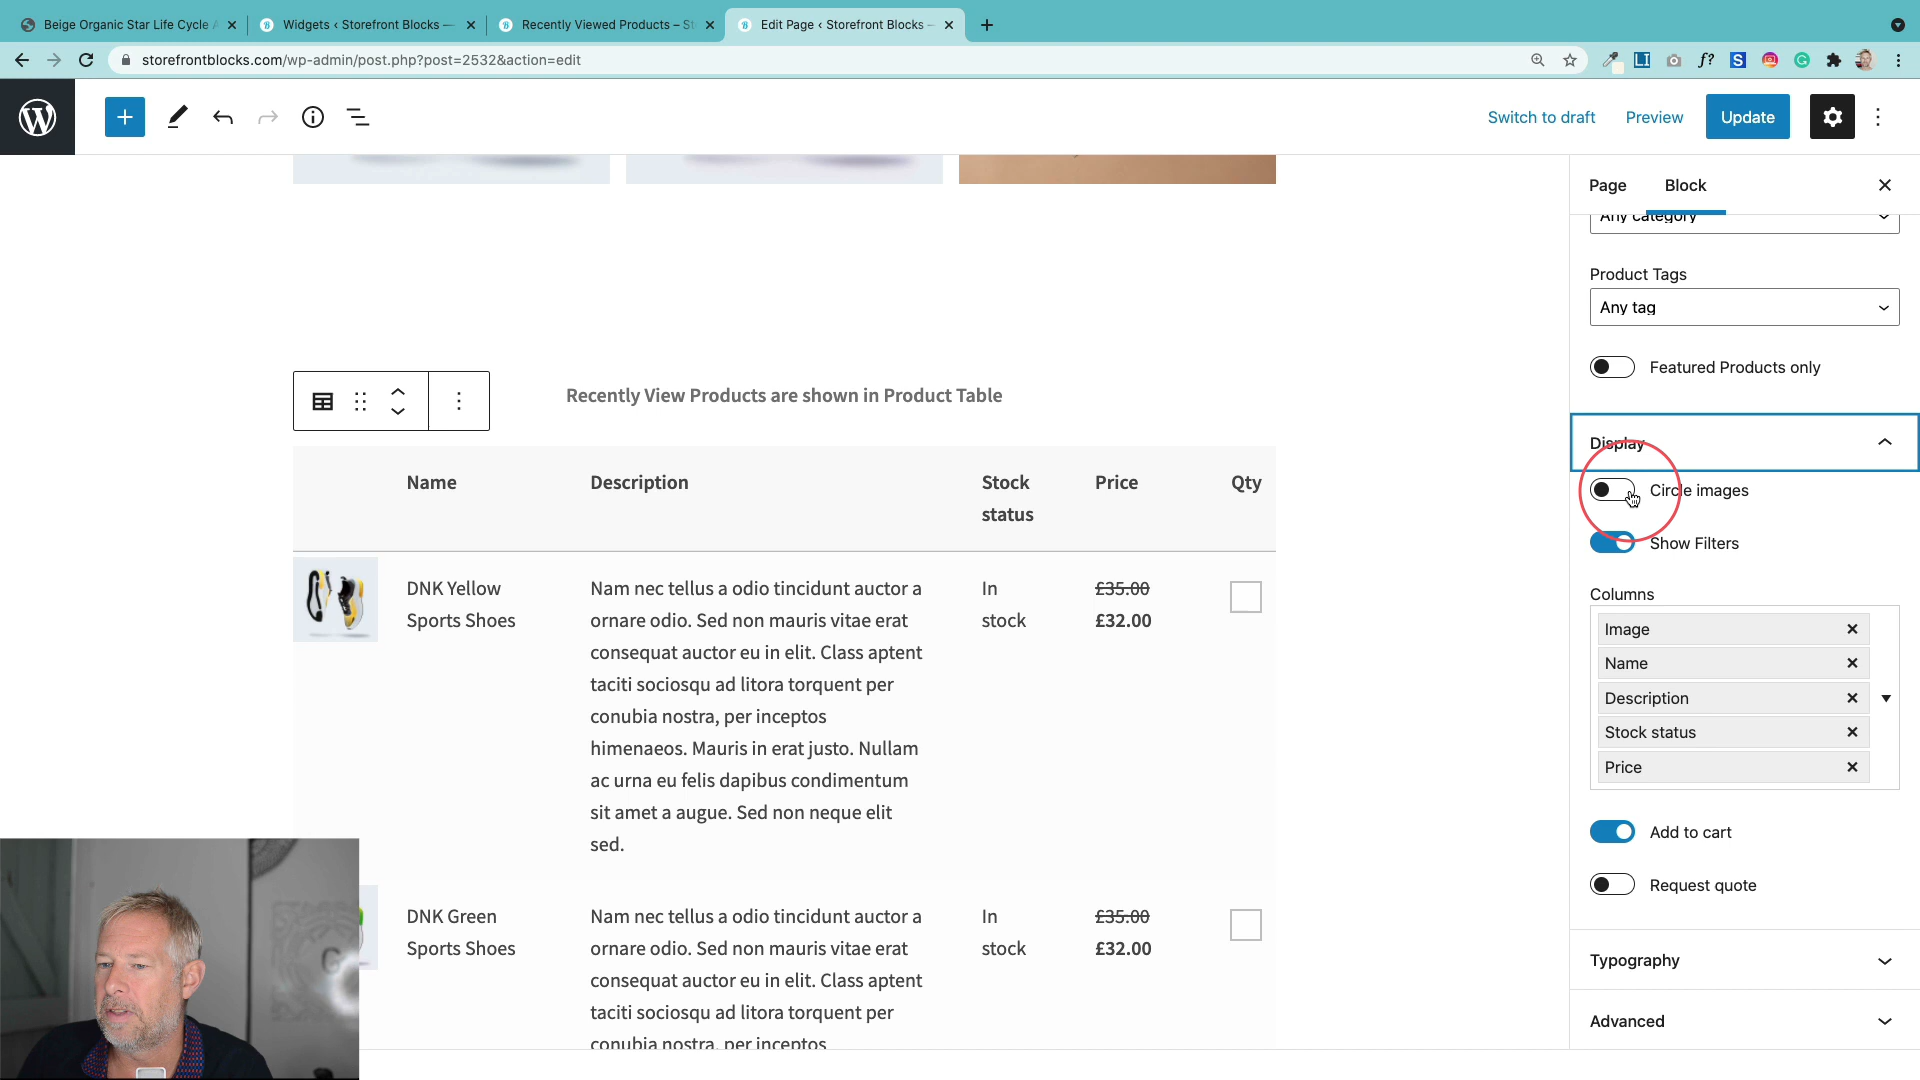 Beige Organic Star Life Cycle
Widgets ‹ Storefront Blocks —
Recently Viewed Products – St
Edit Page ‹ Storefront Blocks –
storefrontblocks.com/wp-admin/post.php?post=2532&action=edit
Switch to draft
Preview
Update
Page
Block
Any category
Product Tags
Any tag
Featured Products only
Display
Circle images
Show Filters
Columns
Image
Name
Description
Stock status
Price
Add to cart
Request quote
Typography
Advanced
Recently View Products are shown in Product Table
Name
Description
Stock
status
Price
Qty
DNK Yellow
Sports Shoes
Nam nec tellus a odio tincidunt auctor a
ornare odio. Sed non mauris vitae erat
consequat auctor eu in elit. Class aptent
taciti sociosqu ad litora torquent per
conubia nostra, per inceptos
himenaeos. Mauris in erat justo. Nullam
ac urna eu felis dapibus condimentum
sit amet a augue. Sed non neque elit
sed.
In
stock
£35.00
£32.00
DNK Green
Sports Shoes
Nam nec tellus a odio tincidunt auctor a
ornare odio. Sed non mauris vitae erat
consequat auctor eu in elit. Class aptent
taciti sociosqu ad litora torquent per
conubia nostra, per inceptos
In
stock
£35.00
£32.00